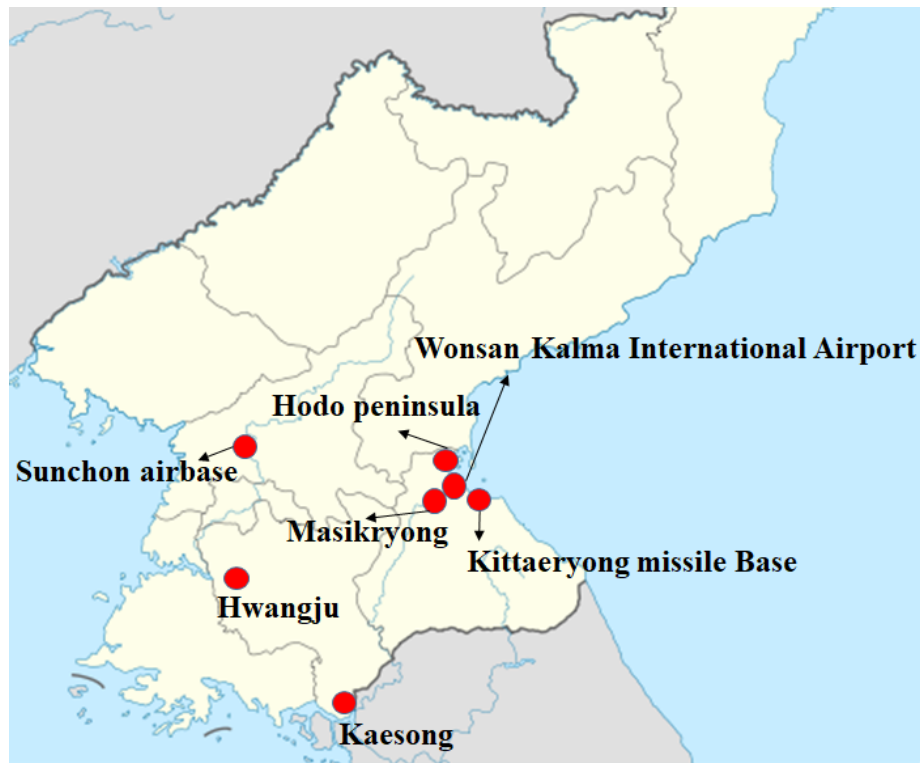 Wonsan Kalma International Airport
Hodo peninsula
Sunchon airbase
Masikryong
Kittaeryong missile Base
Hwangju
Kaesong